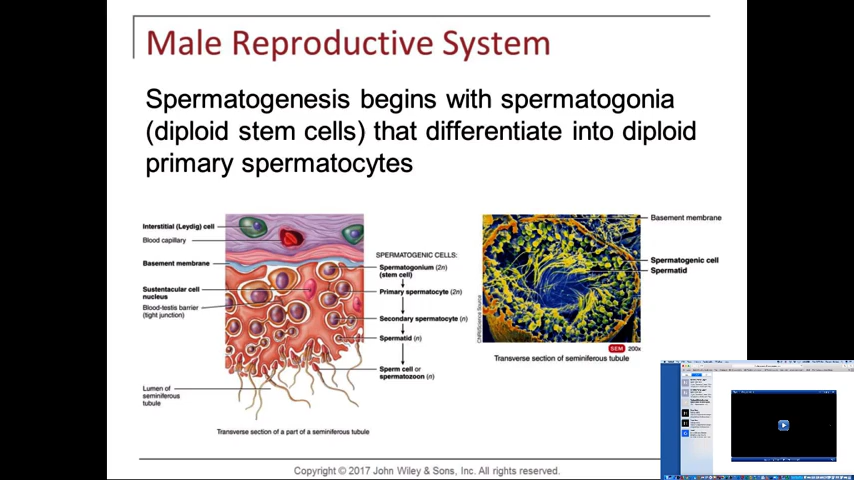 Male Reproductive System
Spermatogenesis begins with spermatogonia
(diploid stem cells) that differentiate into diploid
primary spermatocytes
Interstitial (Leydig) cell
Blood capillary
Basement membrane
Sustentacular cell
nucleus
Blood-testis barrier
(tight junction)
Lumen of
seminiferous
tubule
SPERMATOGENIC CELLS:
Spermatogonium (2n)
(stem cell)
Primary spermatocyte (2n)
Secondary spermatocyte (n)
Spermatid (n)
Sperm cell or
spermatozoon (n)
Transverse section of a part of a seminiferous tubule
Basement membrane
Spermatogenic cell
Spermatid
CNRI/Science Source
SEM 200x
Transverse section of seminiferous tubule
Copyright © 2017 John Wiley & Sons, Inc. All rights reserved.